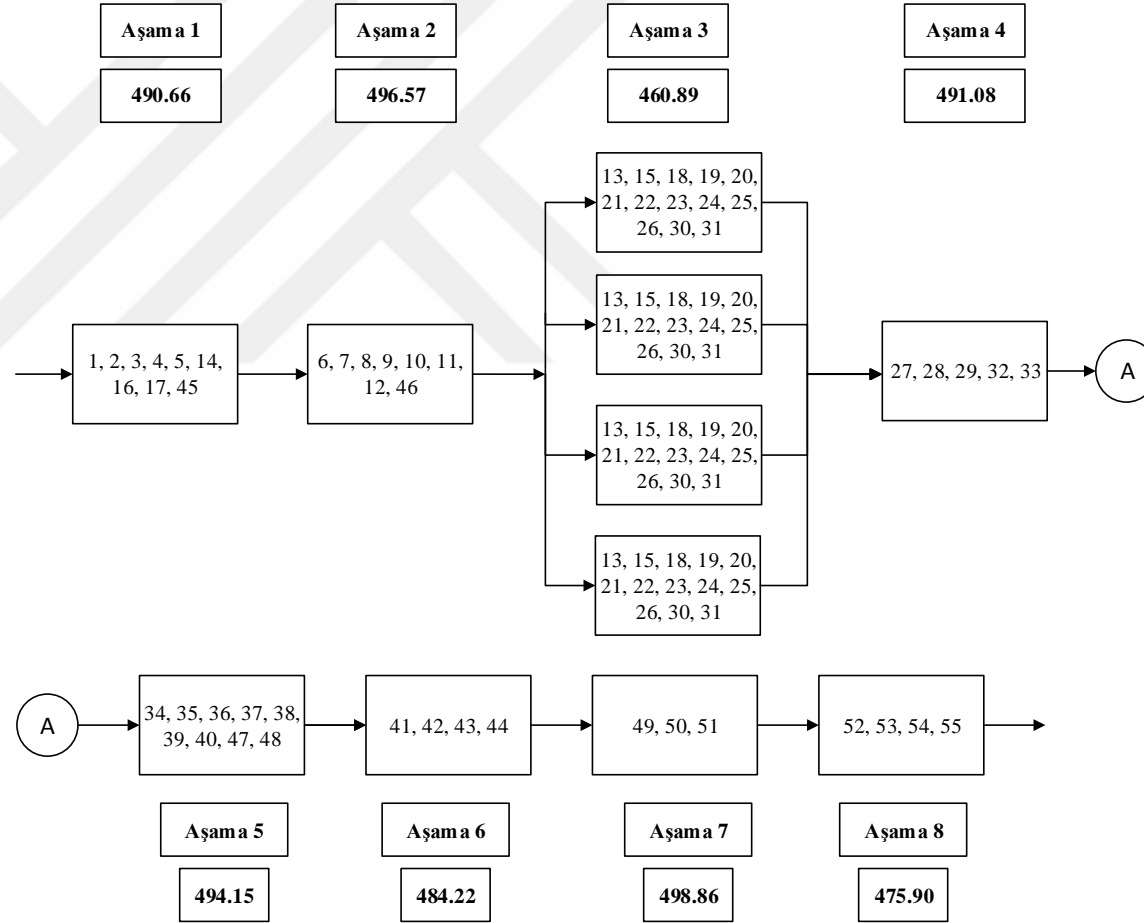 Aşama 1
Aşama 2
Aşama 3
Aşama 4
490.66
496.57
460.89
491.08
13, 15, 18, 19, 20,
21, 22, 23, 24, 25,
26, 30, 31
13, 15, 18, 19, 20,
21, 22, 23, 24, 25,
26, 30, 31
1, 2, 3, 4, 5, 14,
16, 17, 45
6, 7, 8, 9, 10, 11,
12, 46
27, 28, 29, 32, 33
A
13, 15, 18, 19, 20,
21, 22, 23, 24, 25,
26, 30, 31
13, 15, 18, 19, 20,
21, 22, 23, 24, 25,
26, 30, 31
A
34, 35, 36, 37, 38,
39, 40, 47, 48
41, 42, 43, 44
49, 50, 51
52, 53, 54, 55
Aşama 5
Aşama 6
Aşama 7
Aşama 8
494.15
484.22
498.86
475.90